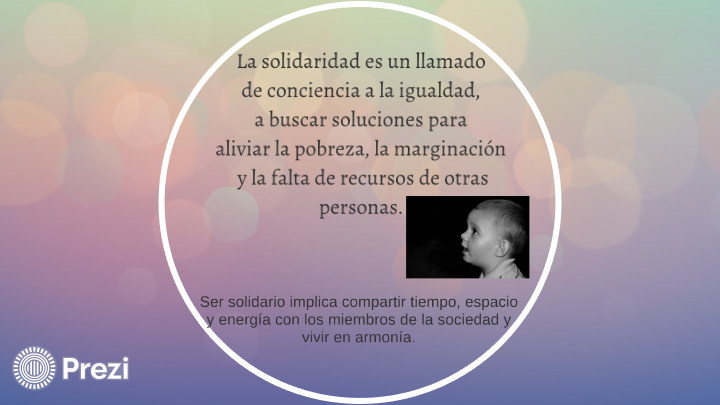 La solidaridad es un llamado
de conciencia a la igualdad,
a buscar soluciones para
aliviar la pobreza, la marginación
y la falta de recursos de otras
personas.
Ser solidario implica compartir tiempo, espacio
y energía con los miembros de la sociedad y
vivir en armonía.
Prezi